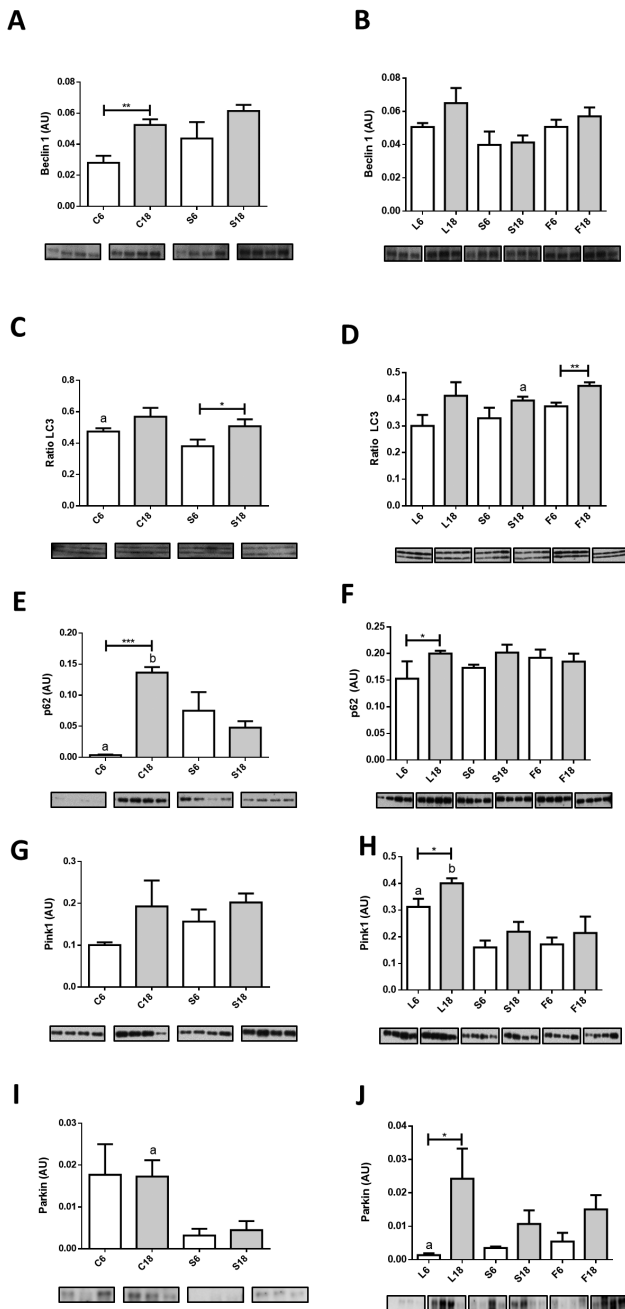 A
B
**
Beclin 1 (AU)
0.08
0.06
0.04
0.02
0.00
C6
C18
S6
S18
Beclin 1 (AU)
0.08
0.06
0.04
0.02
0.00
L6
L18
S6
S18
F6
F18
C
D
Ratio LC3
0.8
0.6
0.4
0.2
0.0
a
*
C6
C18
S6
S18
Ratio LC3
0.5
0.4
0.3
0.2
0.1
0.0
a
**
L6
L18
S6
S18
F6
F18
E
F
p62 (AU)
0.20
0.15
0.10
0.05
0.00
***
a
b
C6
C18
S6
S18
p62 (AU)
0.25
0.20
0.15
0.10
0.05
0.00
*
L6
L18
S6
S18
F6
F18
G
H
Pink1 (AU)
0.3
0.2
0.1
0.0
C6
C18
S6
S18
Pink1 (AU)
0.5
0.4
0.3
0.2
0.1
0.0
*
a
b
L6
L18
S6
S18
F6
F18
I
J
Parkin (AU)
0.03
0.02
0.01
0.00
a
C6
C18
S6
S18
Parkin (AU)
0.04
0.03
0.02
0.01
0.00
*
a
L6
L18
S6
S18
F6
F18